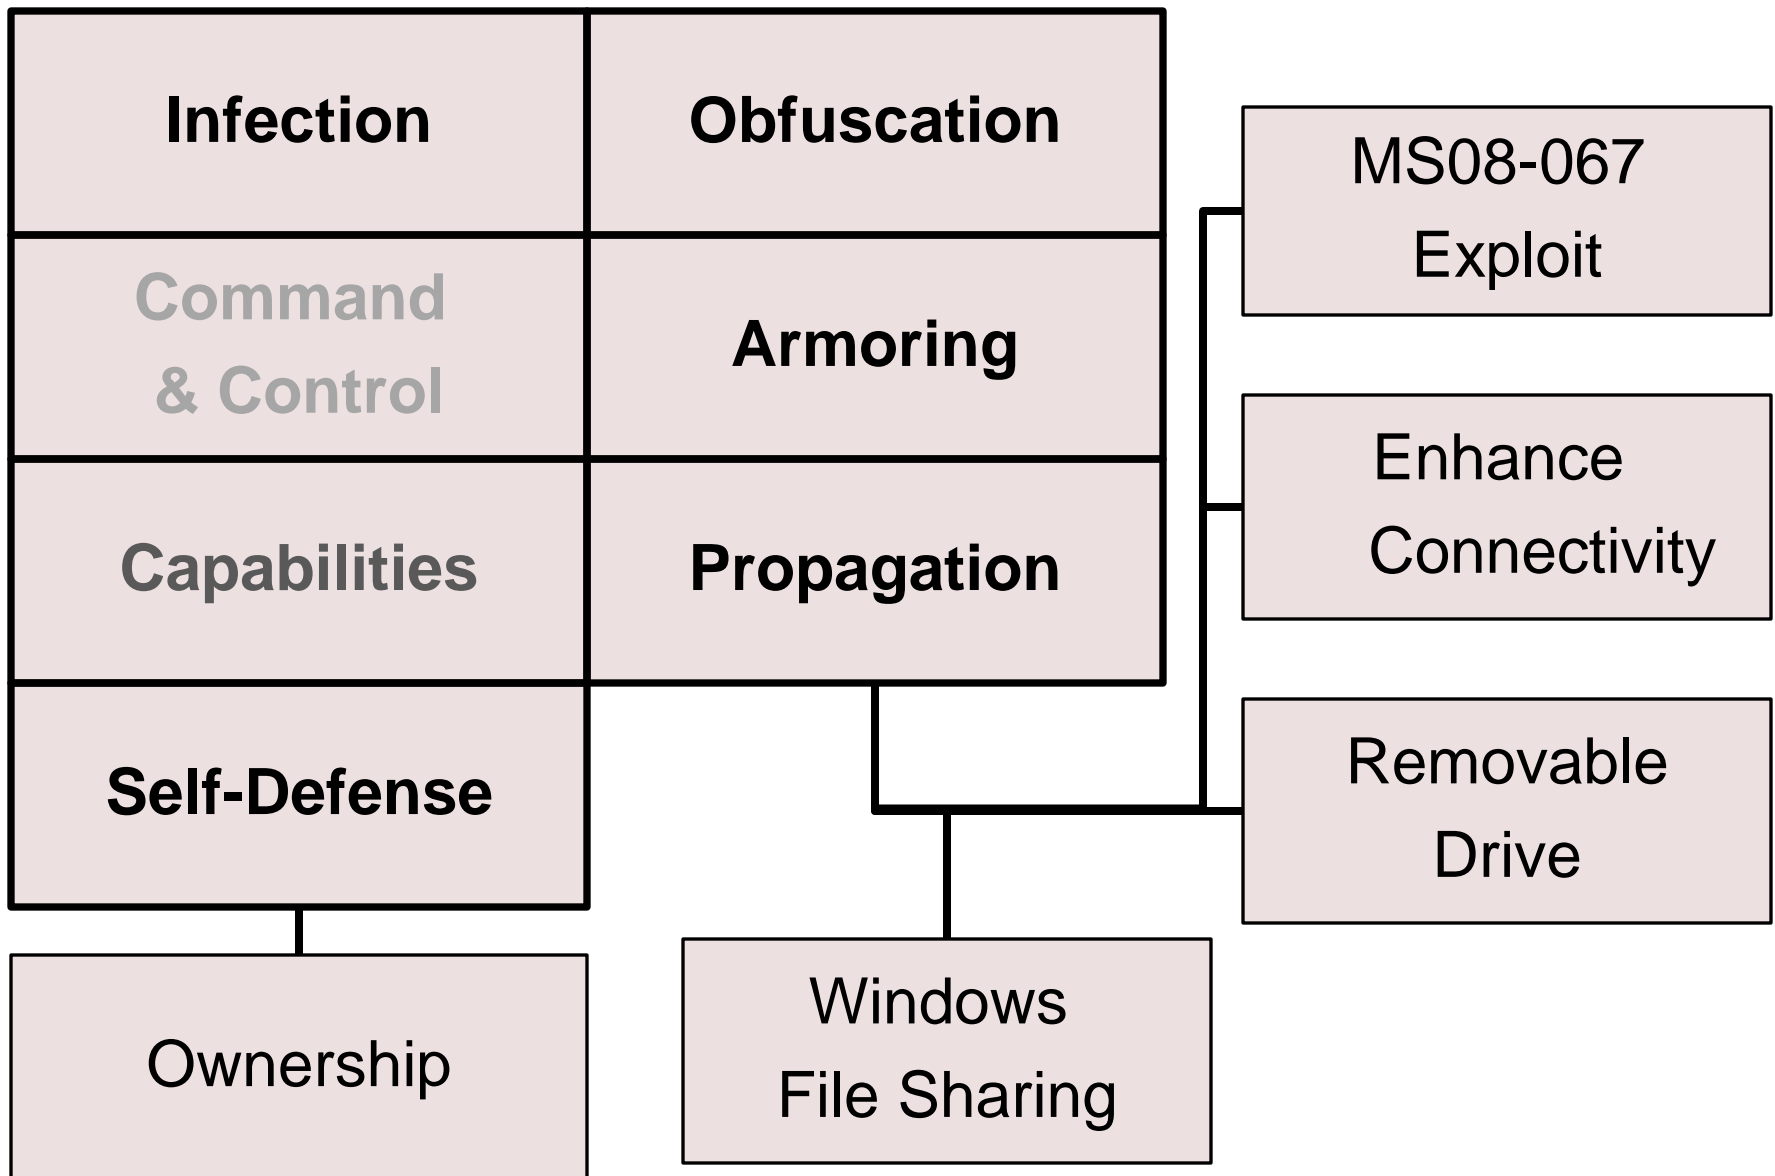 Infection
Obfuscation
MS08-067
Exploit
Command
& Control
Armoring
Enhance
Connectivity
Capabilities
Propagation
Removable
Drive
Self-Defense
Windows
File Sharing
Ownership